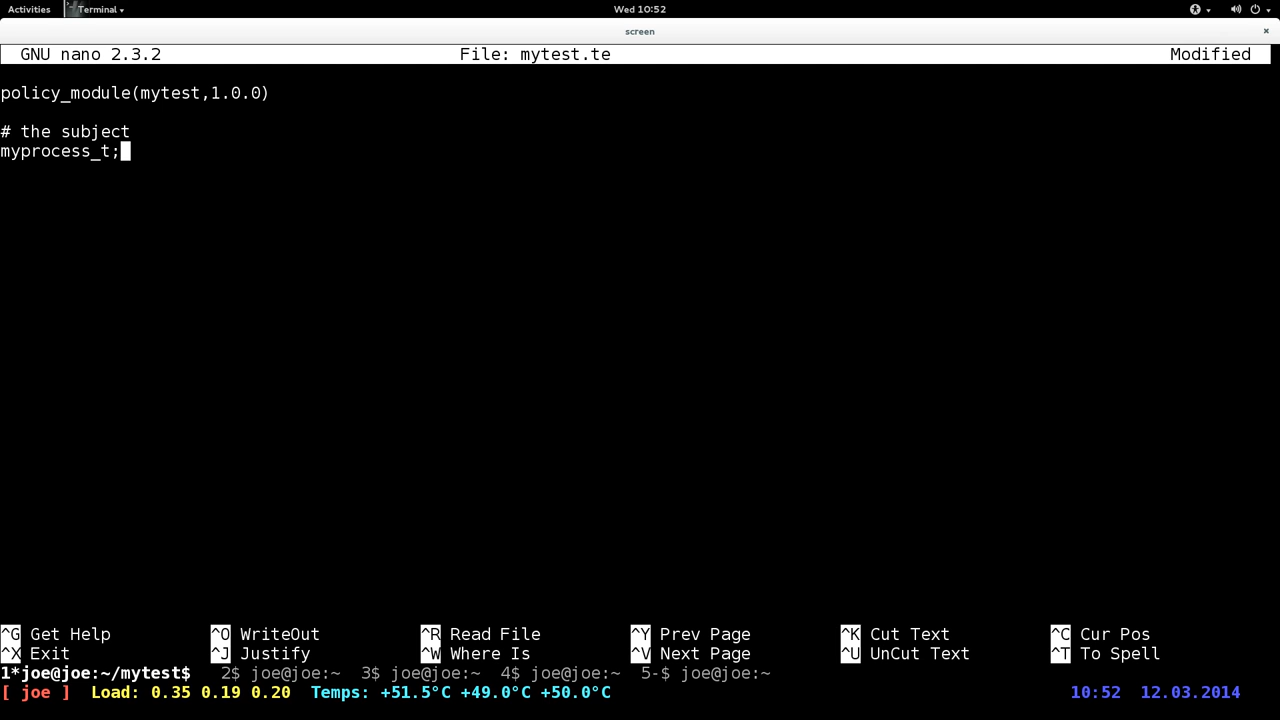 Activities Terminal Wed 10:52
screen ×
GNU nano 2.3.2 File: mytest.te Modified
policy_module(mytest,1.0.0)
# the subject
myprocess_t;
^G Get Help ^O WriteOut ^R Read File ^Y Prev Page ^K Cut Text ^C Cur Pos
^X Exit ^J Justify ^W Where Is ^V Next Page ^U UnCut Text ^T To Spell
1*joe@joe:~/mytest$ 2$ joe@joe:~ 3$ joe@joe:~ 4$ joe@joe:~ 5-$ joe@joe:~
[ joe ] Load: 0.35 0.19 0.20 Temps: +51.5°C +49.0°C +50.0°C 10:52 12.03.2014